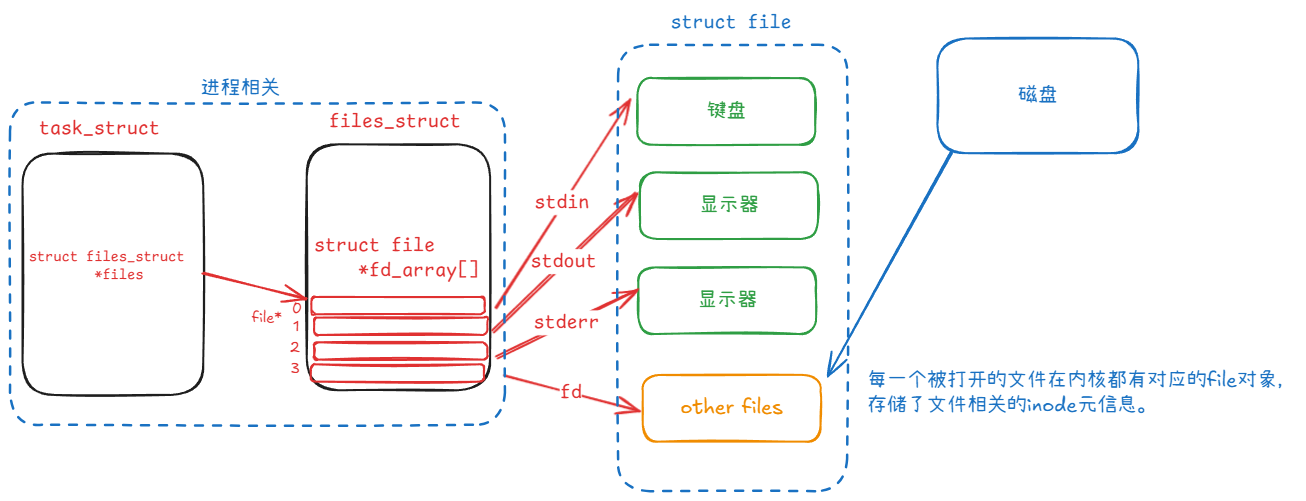 struct file
进程相关
磁盘
task_struct
files_struct
键盘
stdin
显示器
struct files_struct
*files
struct file
*fd_array[]
stdout
显示器
0
file*
1
2
3
stderr
fd
other files
每一个被打开的文件在内核都有对应的file对象,
存储了文件相关的inode元信息。